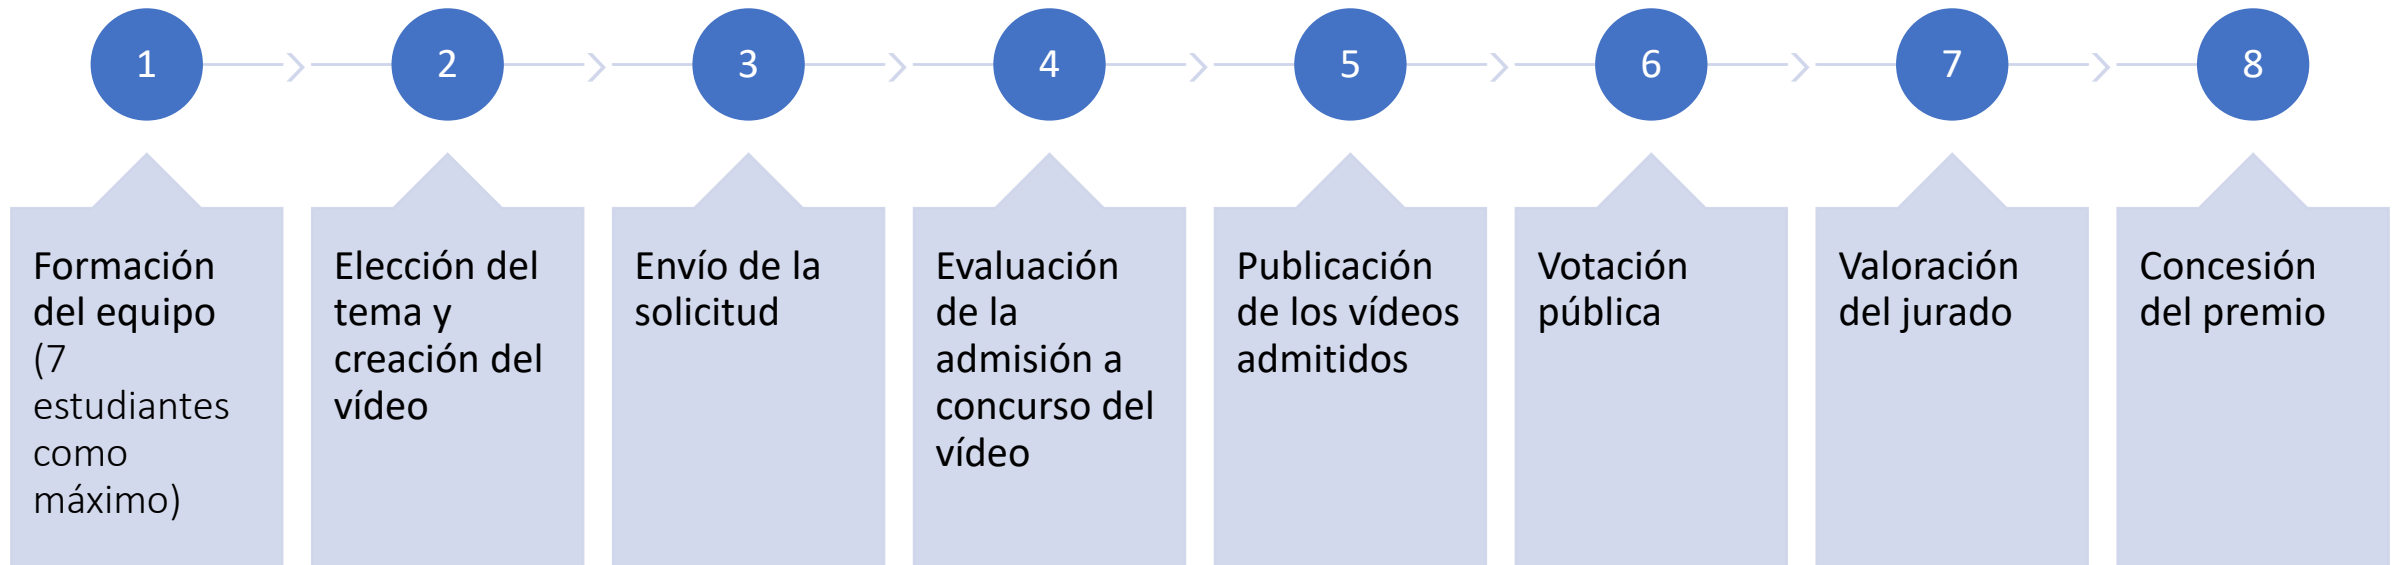 1
2
3
4
5
6
7
8
Formación
del equipo
(7
estudiantes
como
máximo)
Elección del
tema y
creación del
vídeo
Envío de la
solicitud
Evaluación
de la
admisión a
concurso del
vídeo
Publicación
de los vídeos
admitidos
Votación
pública
Valoración
del jurado
Concesión
del premio